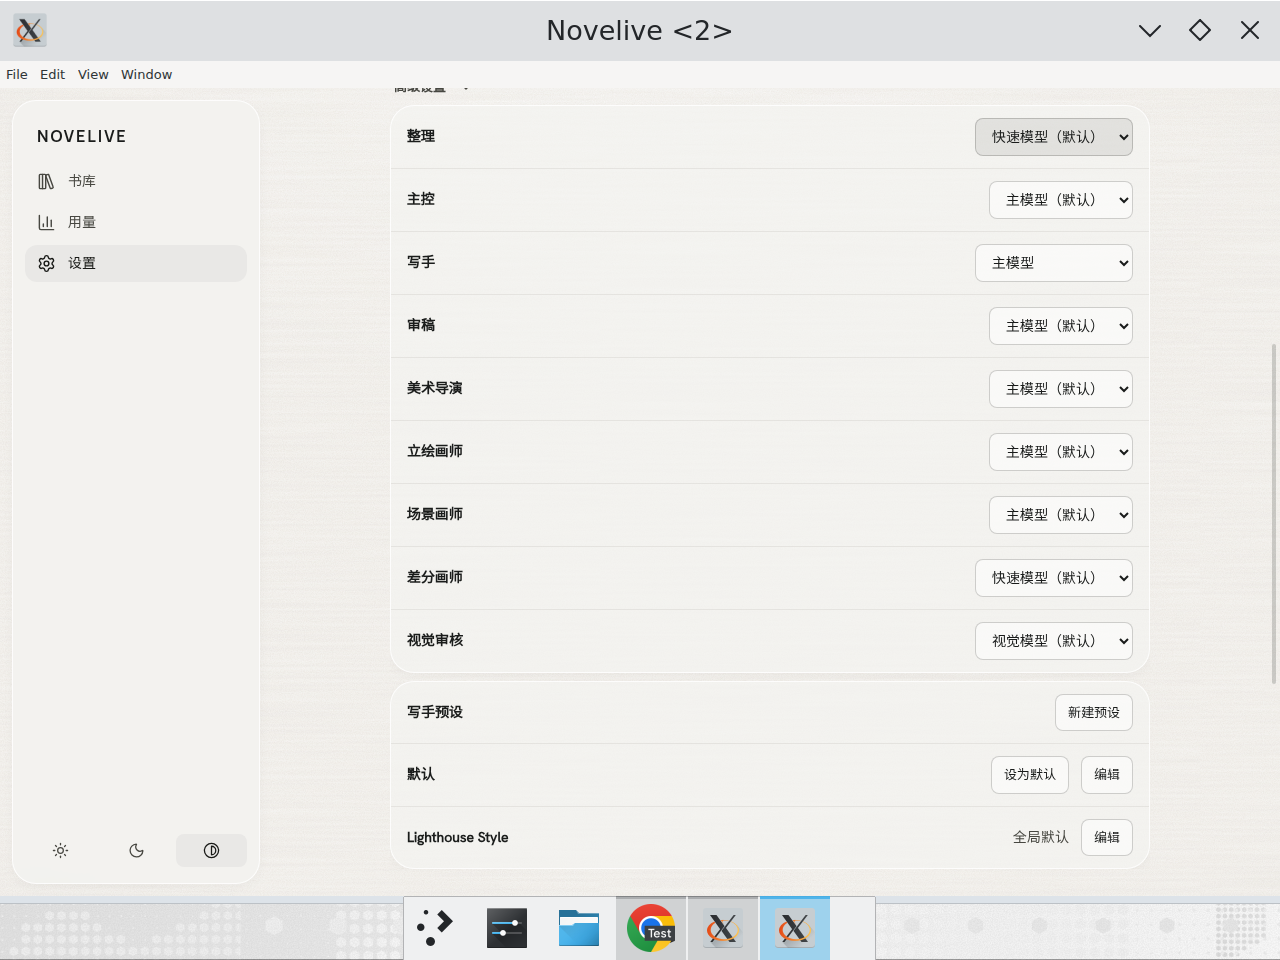 Novelive <2>
File Edit View Window
NOVELIVE
书库
用量
设置
高级设置
整理 快速模型（默认）
主控 主模型（默认）
写手 主模型
审稿 主模型（默认）
美术导演 主模型（默认）
立绘画师 主模型（默认）
场景画师 主模型（默认）
差分画师 快速模型（默认）
视觉审核 视觉模型（默认）
写手预设 新建预设
默认 设为默认 编辑
Lighthouse Style 全局默认 编辑
Test